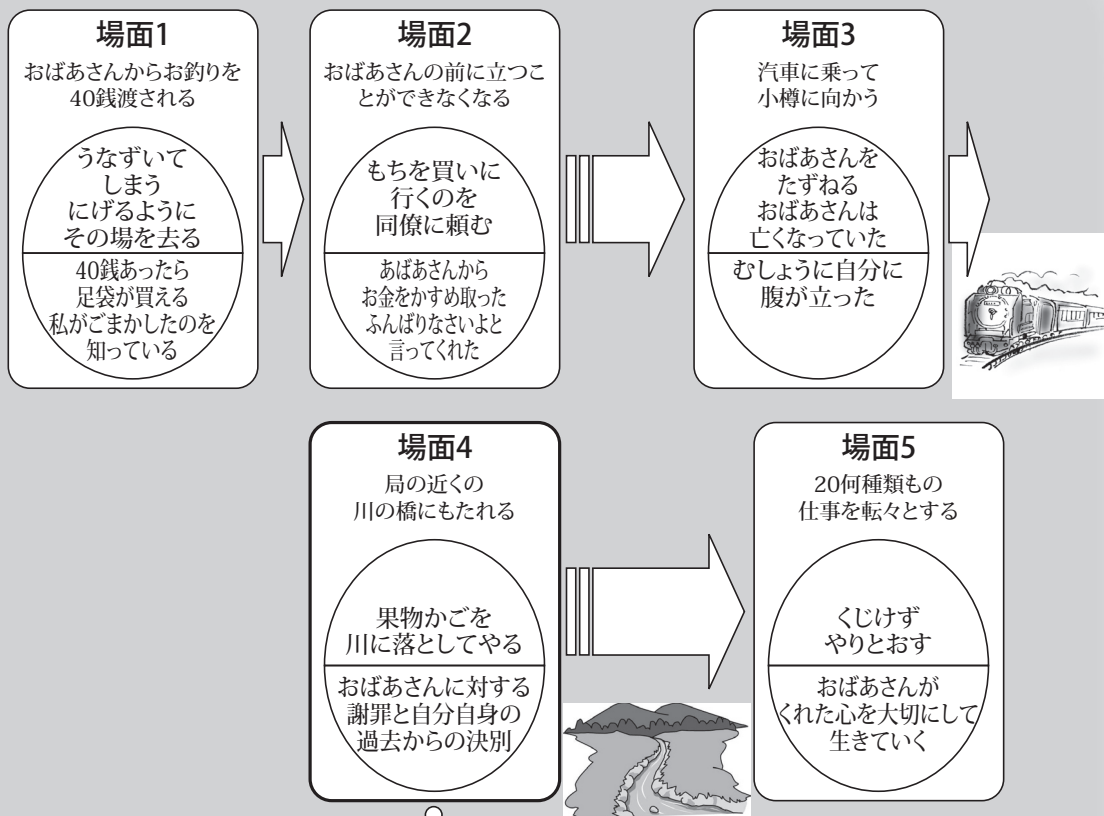 場面1
おばあさんからお釣りを
40銭渡される
うなずいて
しまう
にげるように
その場を去る
40銭あったら
足袋が買える
私がごまかしたのを
知っている
場面2
おばあさんの前に立つこ
とができなくなる
もちを買いに
行くのを
同僚に頼む
あばあさんから
お金をかすめ取った
ふんばりなさいよと
言ってくれた
場面3
汽車に乗って
小樽に向かう
おばあさんを
たずねる
おばあさんは
亡くなっていた
むしょうに自分に
腹が立った
場面4
局の近くの
川の橋にもたれる
果物かごを
川に落としてやる
おばあさんに対する
謝罪と自分自身の
過去からの決別
場面5
20何種類もの
仕事を転々とする
くじけず
やりとおす
おばあさんが
くれた心を大切にして
生きていく